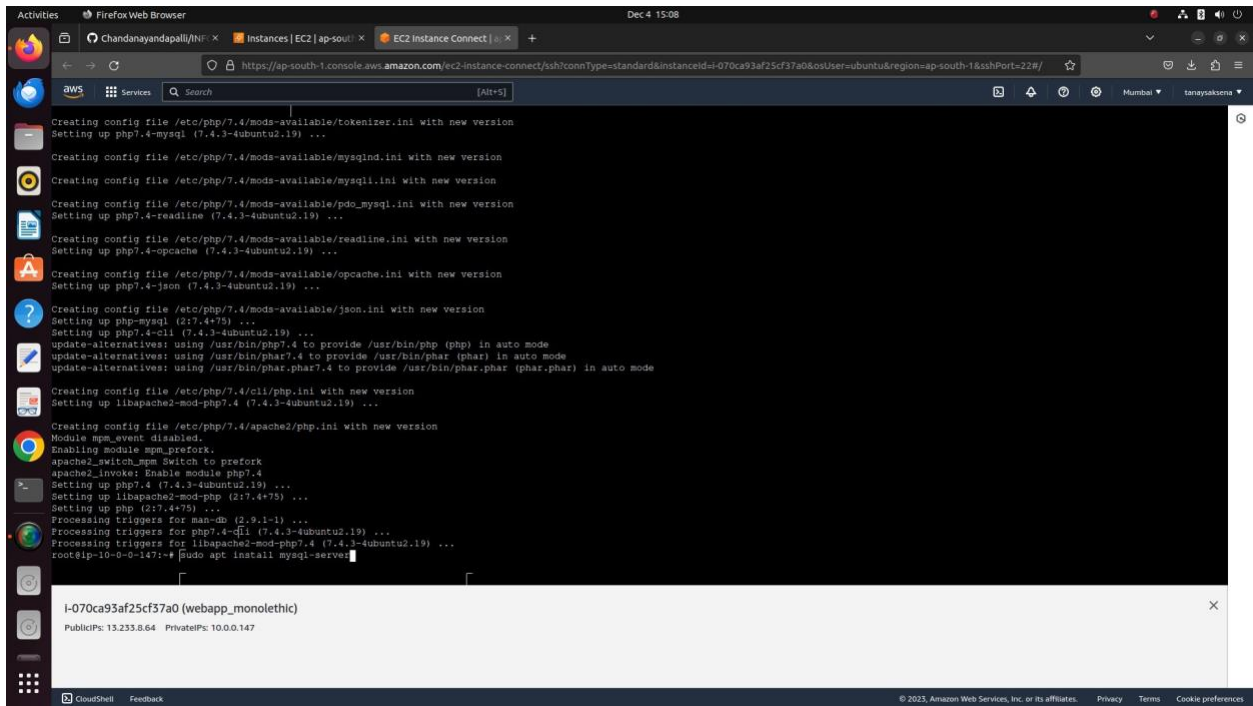 Activities Firefox Web Browser Dec 4 15:08
Chandanayandapalli/INF Instances | EC2 | ap-sout EC2 Instance Connect | a
https://ap-south-1.console.aws.amazon.com/ec2-instance-connect/ssh?connType=standard&instanceId=i-070ca93af25cf37a0&osUser=ubuntu&region=ap-south-1&sshPort=22#/
aws Services Search [Alt+S] Mumbai tanaysaksena
Creating config file /etc/php/7.4/mods-available/tokenizer.ini with new version
Setting up php7.4-mysql (7.4.3-4ubuntu2.19) ...
Creating config file /etc/php/7.4/mods-available/mysqlnd.ini with new version
Creating config file /etc/php/7.4/mods-available/mysqli.ini with new version
Creating config file /etc/php/7.4/mods-available/pdo_mysql.ini with new version
Setting up php7.4-readline (7.4.3-4ubuntu2.19) ...
Creating config file /etc/php/7.4/mods-available/readline.ini with new version
Setting up php7.4-opcache (7.4.3-4ubuntu2.19) ...
Creating config file /etc/php/7.4/mods-available/opcache.ini with new version
Setting up php7.4-json (7.4.3-4ubuntu2.19) ...
Creating config file /etc/php/7.4/mods-available/json.ini with new version
Setting up php-mysql (2:7.4+75) ...
Setting up php7.4-cli (7.4.3-4ubuntu2.19) ...
update-alternatives: using /usr/bin/php7.4 to provide /usr/bin/php (php) in auto mode
update-alternatives: using /usr/bin/phar7.4 to provide /usr/bin/phar (phar) in auto mode
update-alternatives: using /usr/bin/phar.phar7.4 to provide /usr/bin/phar.phar (phar.phar) in auto mode
Creating config file /etc/php/7.4/cli/php.ini with new version
Setting up libapache2-mod-php7.4 (7.4.3-4ubuntu2.19) ...
Creating config file /etc/php/7.4/apache2/php.ini with new version
Module mpm_event disabled.
Enabling module mpm_prefork.
apache2_switch_mpm Switch to prefork
apache2_invoke: Enable module php7.4
Setting up php7.4 (7.4.3-4ubuntu2.19) ...
Setting up libapache2-mod-php (2:7.4+75) ...
Setting up php (2:7.4+75) ...
Processing triggers for man-db (2.9.1-1) ...
Processing triggers for php7.4-cli (7.4.3-4ubuntu2.19) ...
Processing triggers for libapache2-mod-php7.4 (7.4.3-4ubuntu2.19) ...
root@ip-10-0-0-147:~# sudo apt install mysql-server
i-070ca93af25cf37a0 (webapp_monolethic)
PublicIPs: 13.233.8.64 PrivateIPs: 10.0.0.147
CloudShell Feedback © 2023, Amazon Web Services, Inc. or its affiliates. Privacy Terms Cookie preferences